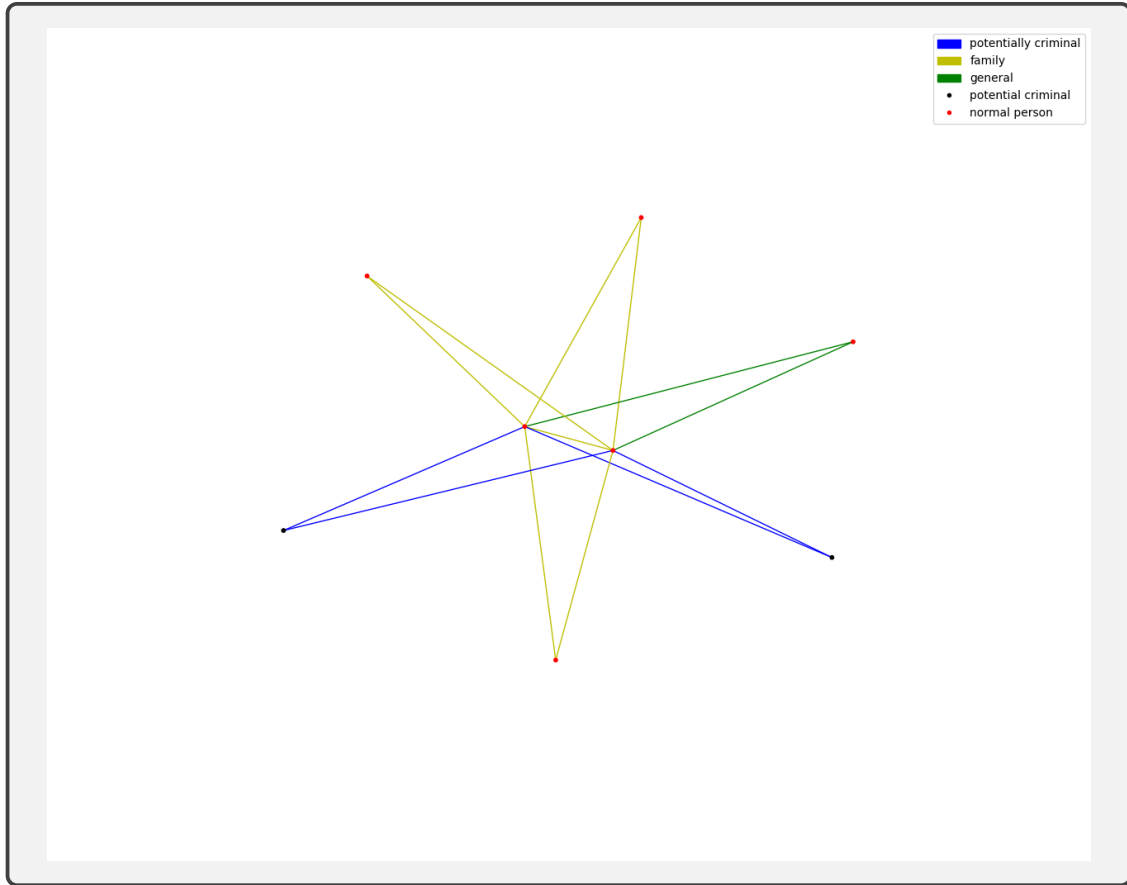 potentially criminal
family
general
potential criminal
normal person